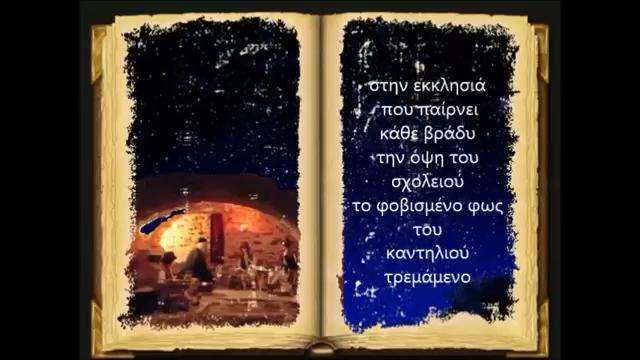 στην εκκλησιά
που παίρνει
κάθε βράδυ
την όψη του
σχολειού
το φοβισμένο φως
του
καντηλιού
τρεμάμενο